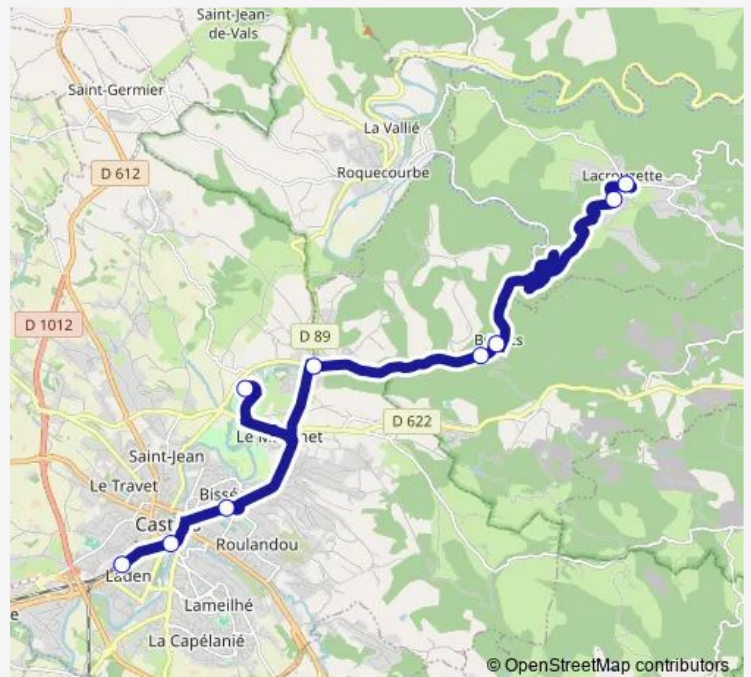 Saint-Jean-
de-Vals
Saint-Germier
La Vallié
D 612
Roquecourbe
Lacrouzette
D 1012
D 89
D 622
Saint-Jean
Le Travet
Bissé
Roulandou
Laden
Lameilhé
La Capélanié
© OpenStreetMap contributors